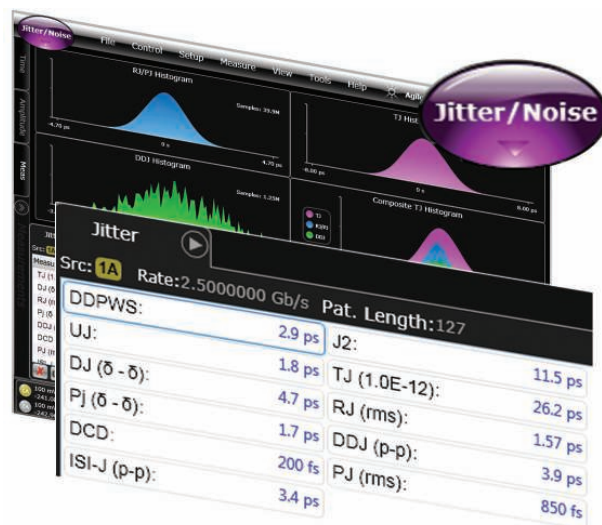 Jitter/Noise
File Control Setup Measure View Tools Help
Time
Amplitude
Meas
Measurements
RJ/PJ Histogram
Samples: 39.9M
-4.70 ps
0 s
4.70 ps
TJ Hist
-8.00 ps
0 s
8.00 ps
DDJ Histogram
Samples: 1.25M
Composite TJ Histogram
TJ
RJ/PJ
DDJ
Jitter/Noise
Jitter
Src: 1A Rate:2.5000000 Gb/s Pat. Length:127
DDPWS: 2.9 ps J2: 11.5 ps
UJ: 1.8 ps TJ (1.0E-12): 26.2 ps
DJ (δ - δ): 4.7 ps RJ (rms): 1.57 ps
Pj (δ - δ): 1.7 ps DDJ (p-p): 3.9 ps
DCD: 200 fs PJ (rms): 850 fs
ISI-J (p-p): 3.4 ps